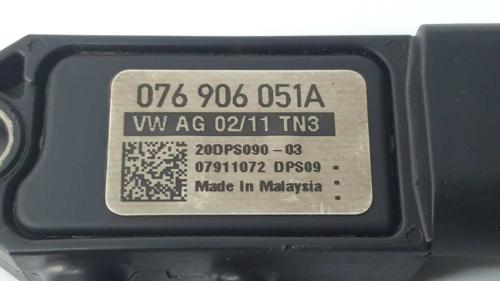 076 906 051A
VW AG 02/11 TN3
20DPS090-03
07911072 DPS09
Made In Malaysia